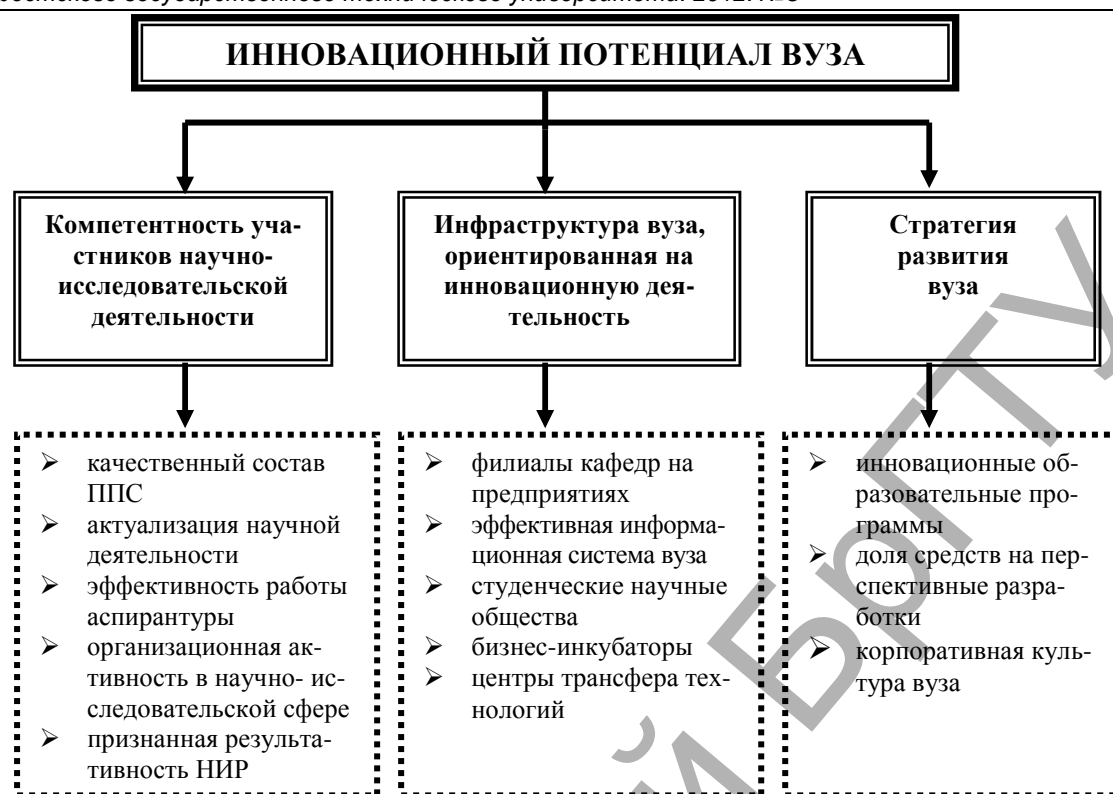 ИННОВАЦИОННЫЙ ПОТЕНЦИАЛ ВУЗА
Компетентность уча-
стников научно-
исследовательской
деятельности
Инфраструктура вуза,
ориентированная на
инновационную дея-
тельность
Стратегия
развития
вуза
➢ качественный состав
ППС
➢ актуализация научной
деятельности
➢ эффективность работы
аспирантуры
➢ организационная ак-
тивность в научно- ис-
следовательской сфере
➢ признанная результа-
тивность НИР
➢ филиалы кафедр на
предприятиях
➢ эффективная информа-
ционная система вуза
➢ студенческие научные
общества
➢ бизнес-инкубаторы
➢ центры трансфера тех-
нологий
➢ инновационные об-
разовательные про-
граммы
➢ доля средств на пер-
спективные разра-
ботки
➢ корпоративная куль-
тура вуза
й БрГТУ